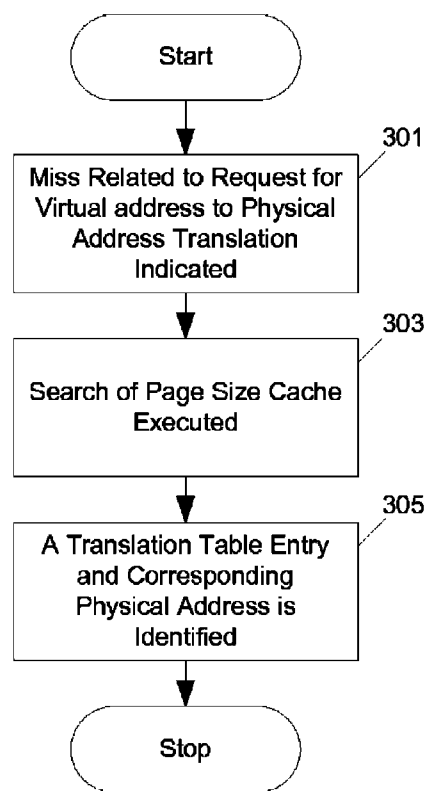 Start
301
Miss Related to Request for
Virtual address to Physical
Address Translation
Indicated
303
Search of Page Size Cache
Executed
305
A Translation Table Entry
and Corresponding
Physical Address is
Identified
Stop